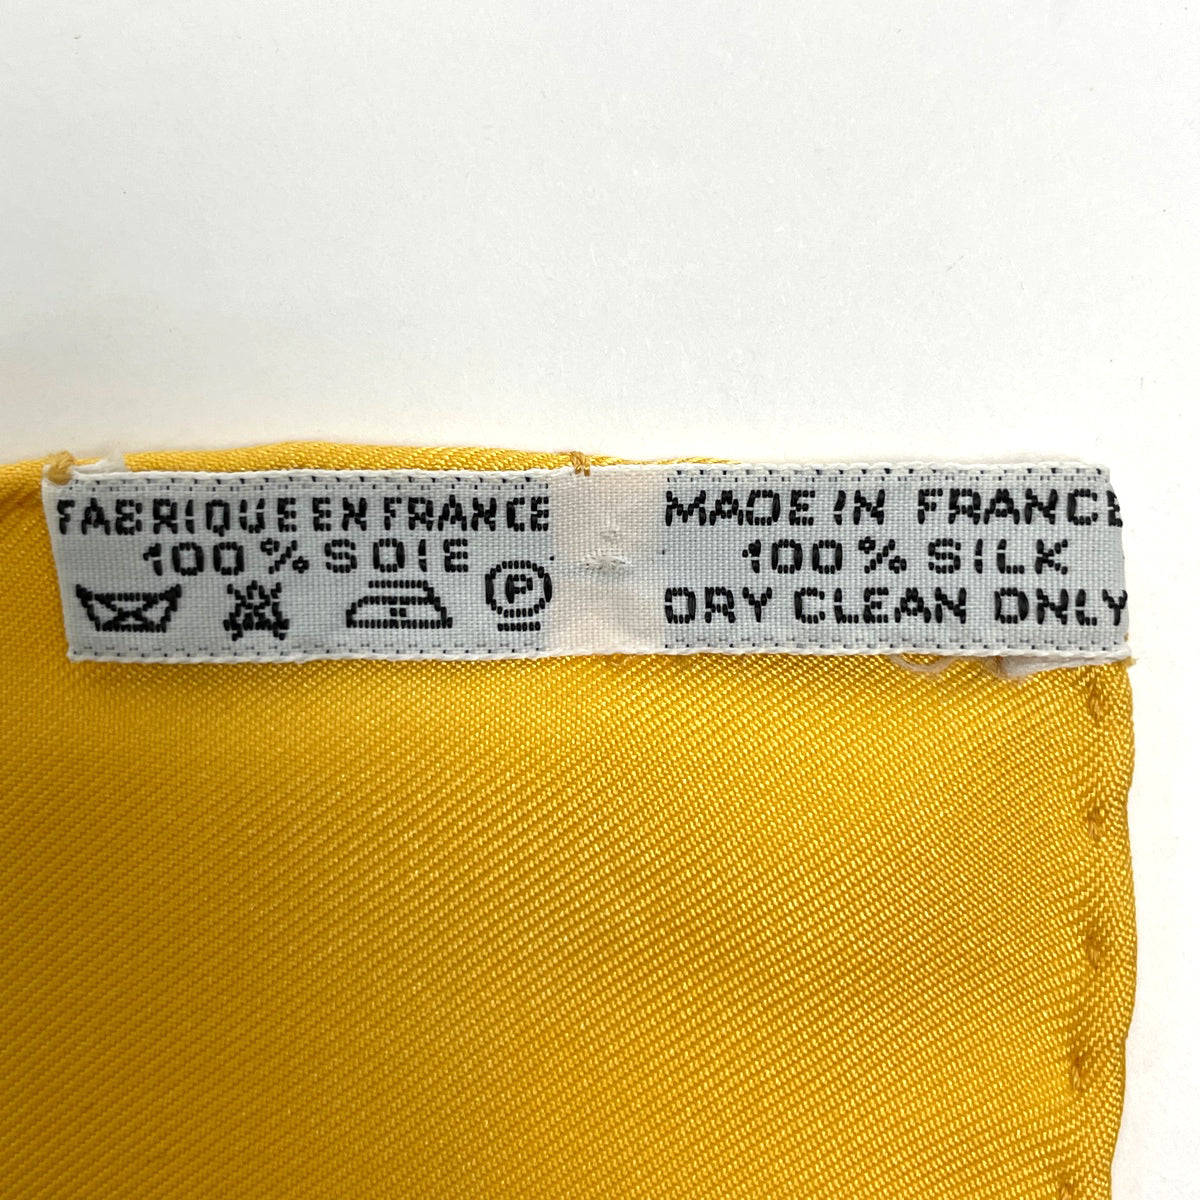 FABRIQUE EN FRANCE
100% SOIE
P
MADE IN FRANCE
100% SILK
DRY CLEAN ONLY